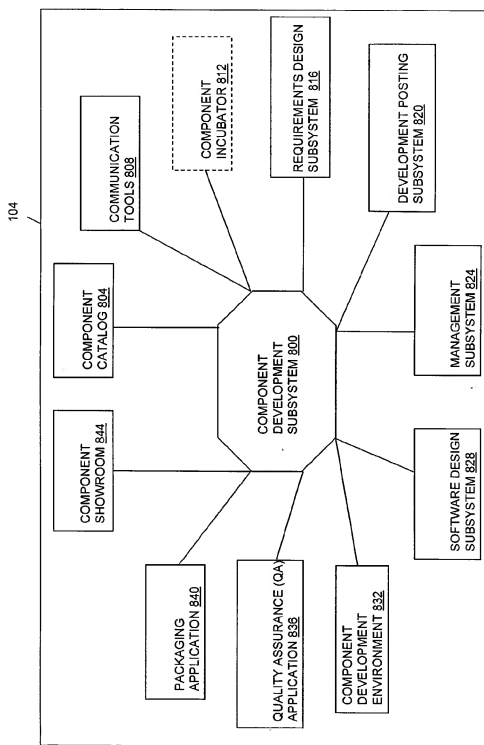 104
COMPONENT
SHOWROOM 844
COMPONENT
CATALOG 804
COMMUNICATION
TOOLS 808
COMPONENT
INCUBATOR 812
REQUIREMENTS DESIGN
SUBSYSTEM 816
DEVELOPMENT POSTING
SUBSYSTEM 820
MANAGEMENT
SUBSYSTEM 824
SOFTWARE DESIGN
SUBSYSTEM 828
COMPONENT
DEVELOPMENT
ENVIRONMENT 832
QUALITY ASSURANCE (QA)
APPLICATION 836
PACKAGING
APPLICATION 840
COMPONENT
DEVELOPMENT
SUBSYSTEM 800